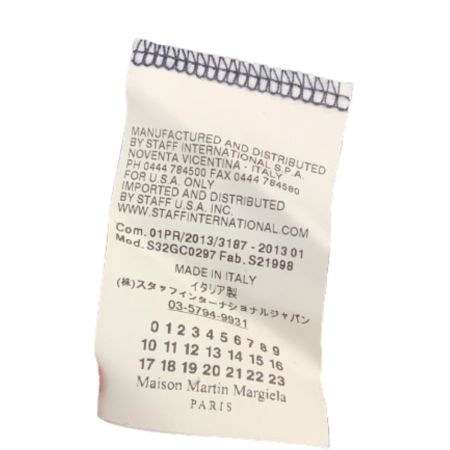 MANUFACTURED AND DISTRIBUTED
BY STAFF INTERNATIONAL S.P.A.
NOVENTA VICENTINA - ITALY
PH 0444 784500 FAX 0444 784580
FOR U.S.A. ONLY
IMPORTED AND DISTRIBUTED
BY STAFF U.S.A. INC.
WWW.STAFFINTERNATIONAL.COM
Com. 01PR/2013/3187 - 2013 01
Mod. S32GC0297 Fab. S21998
MADE IN ITALY
イタリア製
(株)スタッフインターナショナルジャパン
03-5794-9931
0 1 2 3 4 5 6 7 8 9
10 11 12 13 14 15 16
17 18 19 20 21 22 23
Maison Martin Margiela
PARIS